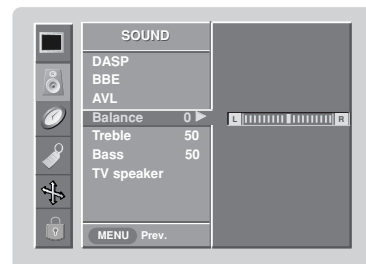 SOUND
DASP
BBE
AVL
Balance 0 ▶
L R
Treble 50
Bass 50
TV speaker
MENU Prev.